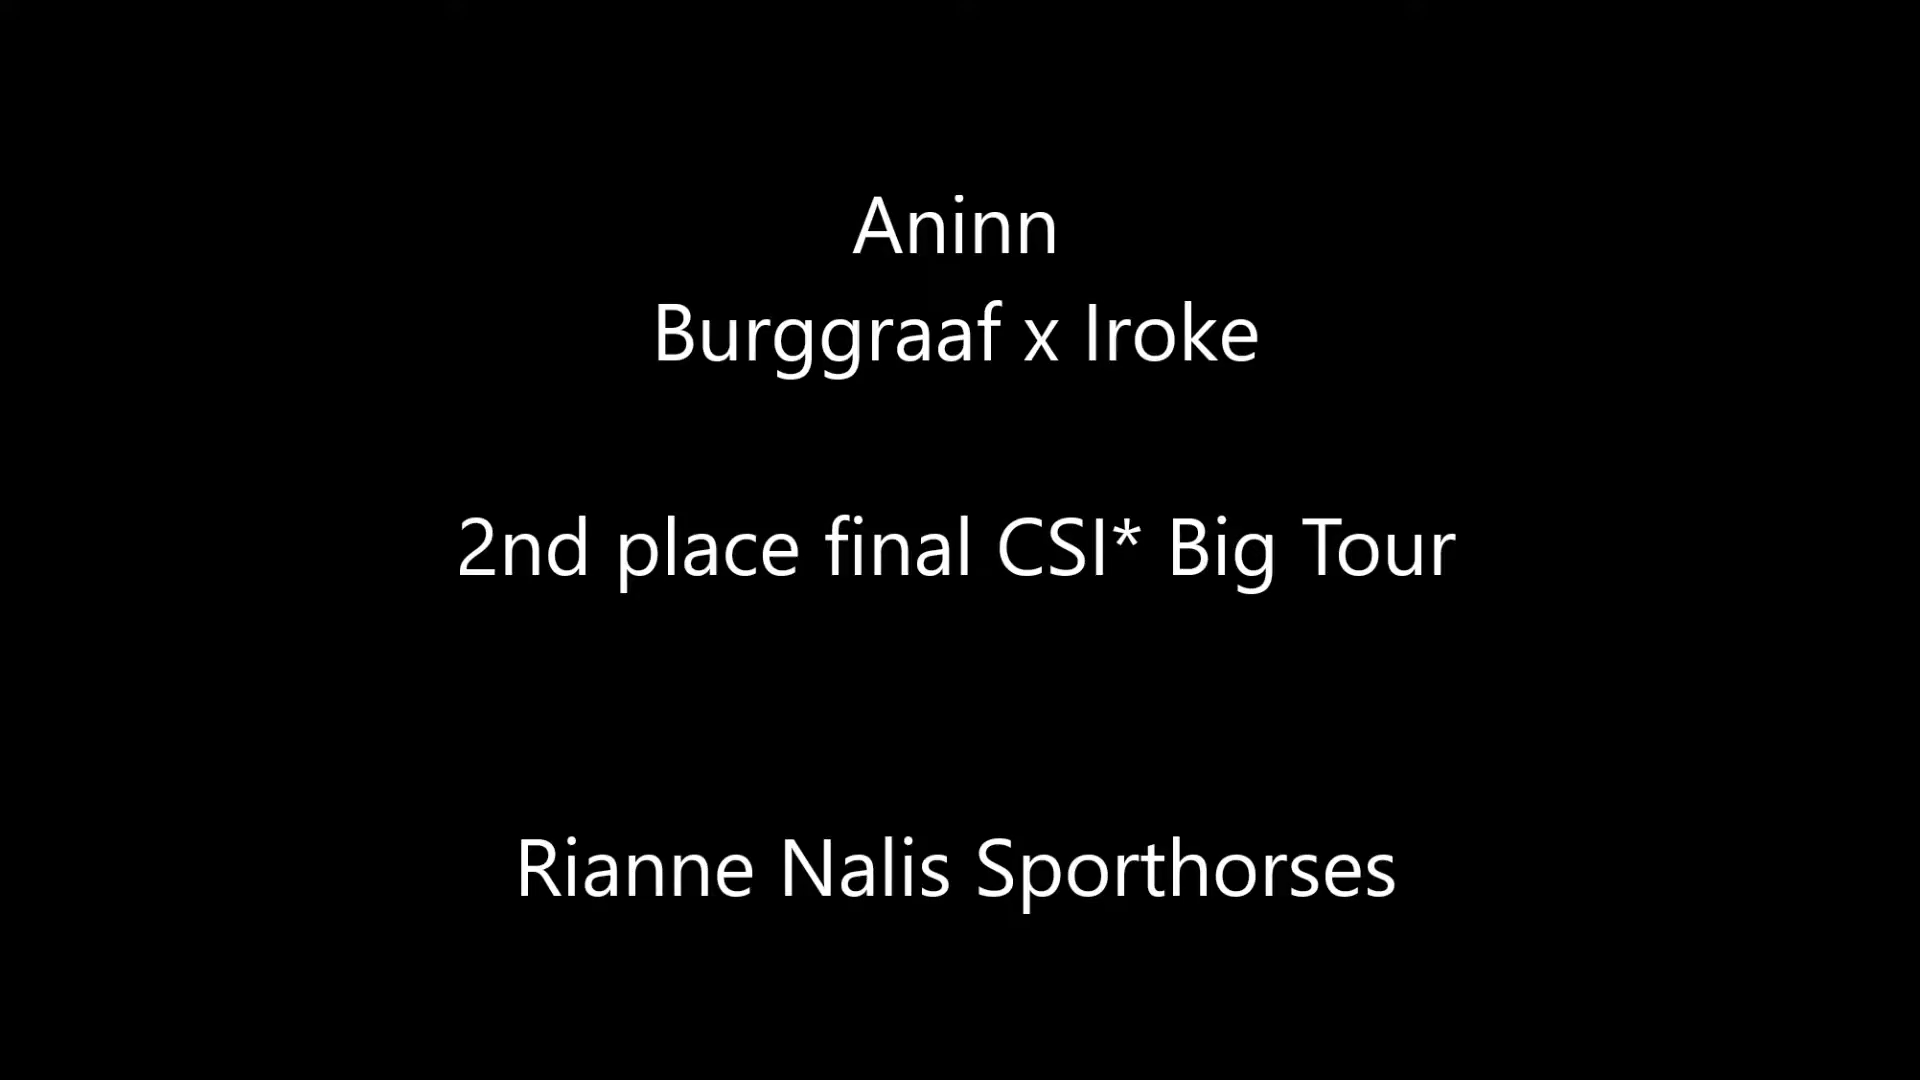 Aninn
Burggraaf x Iroke
2nd place final CSI* Big Tour
Rianne Nalis Sporthorses